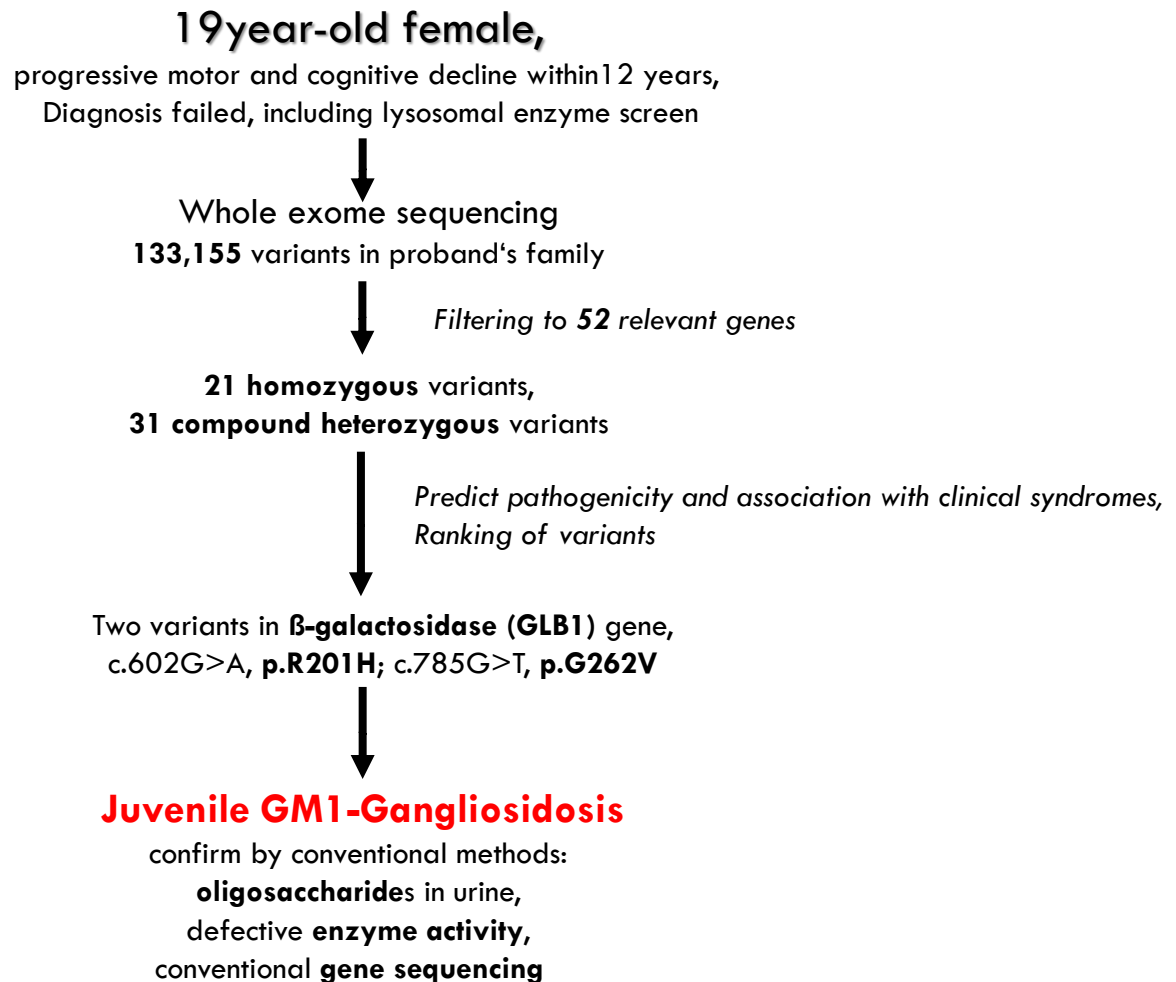 19year-old female,
progressive motor and cognitive decline within12 years,
Diagnosis failed, including lysosomal enzyme screen
Whole exome sequencing
133,155 variants in proband‘s family
Filtering to 52 relevant genes
21 homozygous variants,
31 compound heterozygous variants
Predict pathogenicity and association with clinical syndromes,
Ranking of variants
Two variants in ß-galactosidase (GLB1) gene,
c.602G>A, p.R201H; c.785G>T, p.G262V
Juvenile GM1-Gangliosidosis
confirm by conventional methods:
oligosaccharides in urine,
defective enzyme activity,
conventional gene sequencing